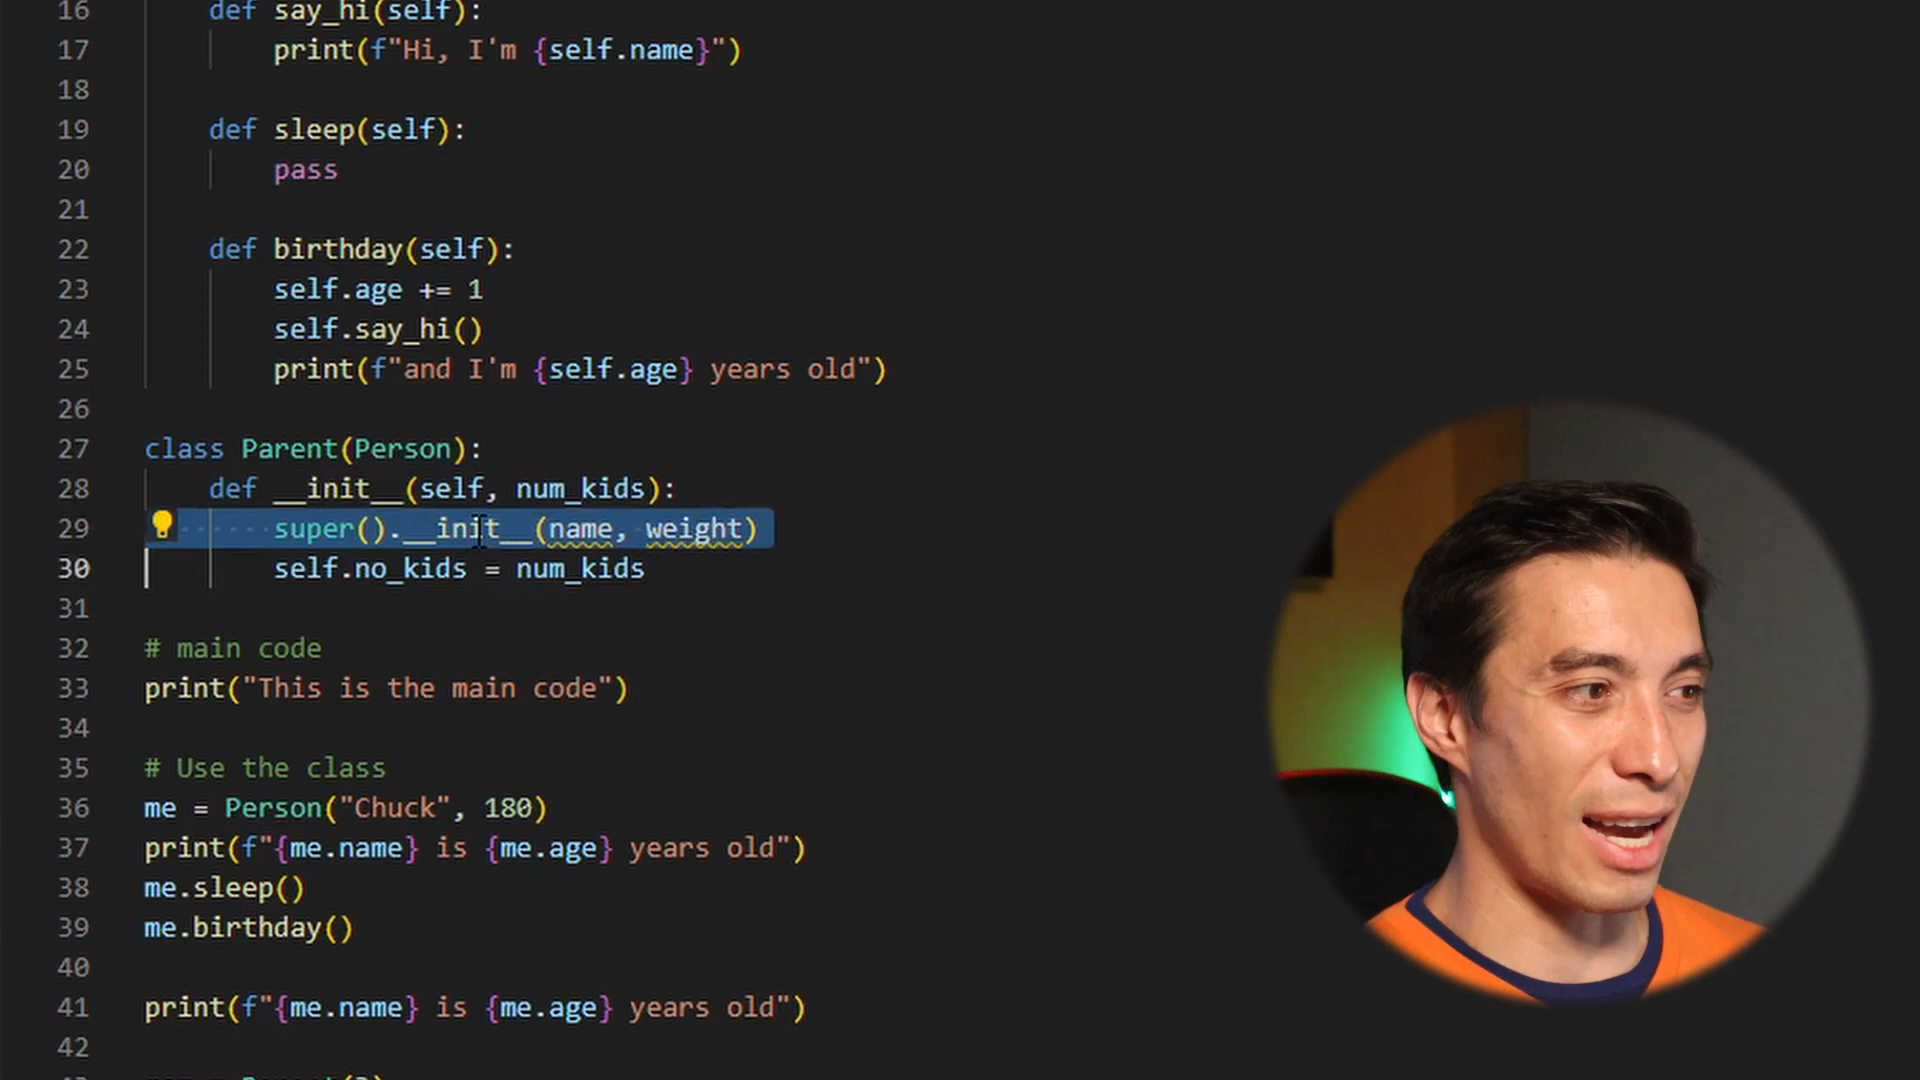 16 def say_hi(self):
17 print(f"Hi, I'm {self.name}")
18
19 def sleep(self):
20 pass
21
22 def birthday(self):
23 self.age += 1
24 self.say_hi()
25 print(f"and I'm {self.age} years old")
26
27 class Parent(Person):
28 def __init__(self, num_kids):
29 super().__init__(name, weight)
30 self.no_kids = num_kids
31
32 # main code
33 print("This is the main code")
34
35 # Use the class
36 me = Person("Chuck", 180)
37 print(f"{me.name} is {me.age} years old")
38 me.sleep()
39 me.birthday()
40
41 print(f"{me.name} is {me.age} years old")
42